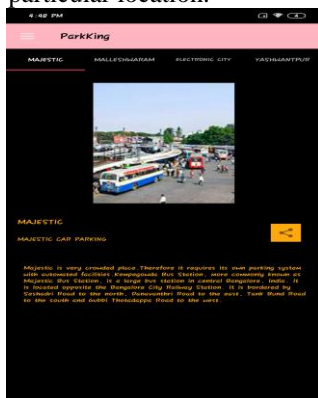 particular location.
4:48 PM
ParkKing
MAJESTIC MALLESHWARAM ELECTRONIC CITY YASHWANTPUR
MAJESTIC
MAJESTIC CAR PARKING
Majestic is very crowded place.Therefore it requires its own parking system
with automated facilities.Kempegowda Bus Station, more commonly known as
Majestic Bus Station, is a large bus station in central Bangalore, India. It
is located opposite the Bangalore City Railway Station. It is bordered by
Seshadri Road to the north, Danavanthri Road to the east, Tank Bund Road
to the south and Gubbi Thotadappa Road to the west.